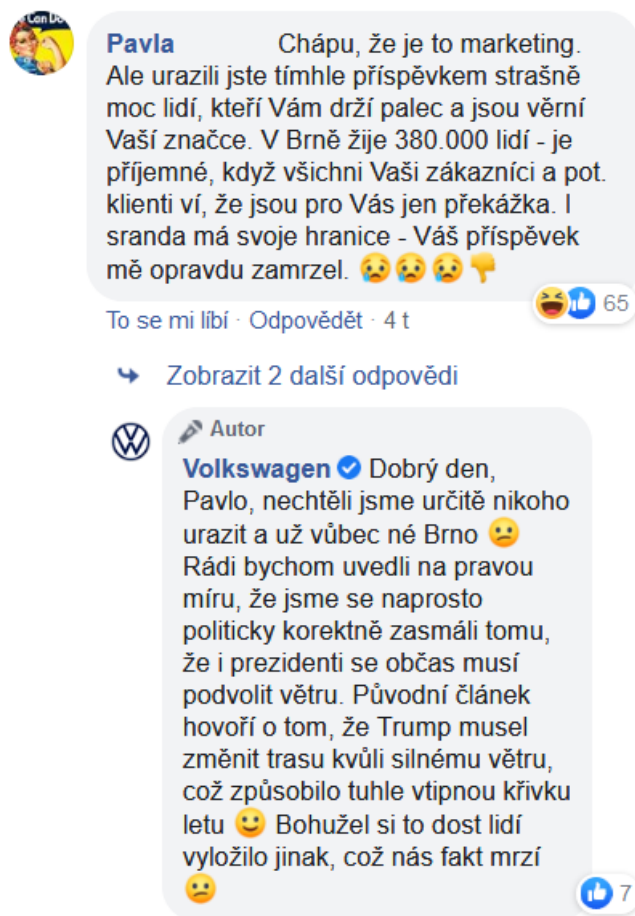 Can Do
Pavla Chápu, že je to marketing.
Ale urazili jste tímhle příspěvkem strašně
moc lidí, kteří Vám drží palec a jsou věrní
Vaší značce. V Brně žije 380.000 lidí - je
příjemné, když všichni Vaši zákazníci a pot.
klienti ví, že jsou pro Vás jen překážka. I
sranda má svoje hranice - Váš příspěvek
mě opravdu zamrzel. 😢 😢 😢 👎
65
To se mi líbí · Odpovědět · 4 t
Zobrazit 2 další odpovědi
Autor
Volkswagen Dobrý den,
Pavlo, nechtěli jsme určitě nikoho
urazit a už vůbec né Brno 😕
Rádi bychom uvedli na pravou
míru, že jsme se naprosto
politicky korektně zasmáli tomu,
že i prezidenti se občas musí
podvolit větru. Původní článek
hovoří o tom, že Trump musel
změnit trasu kvůli silnému větru,
což způsobilo tuhle vtipnou křivku
letu 🙂 Bohužel si to dost lidí
vyložilo jinak, což nás fakt mrzí
😕
7